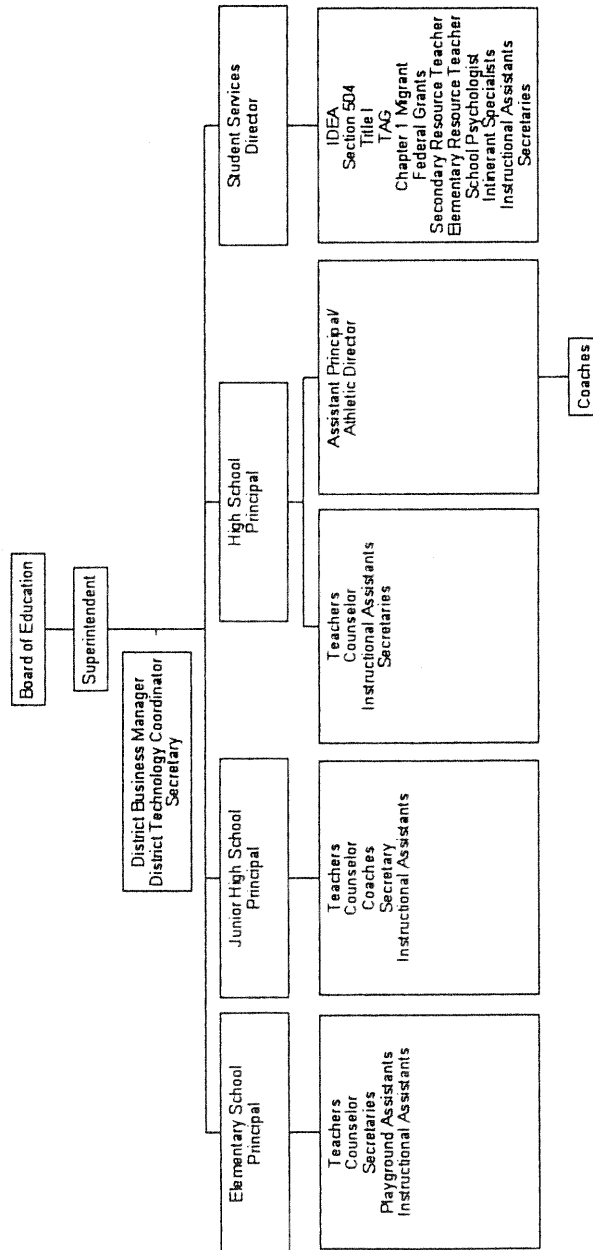 Board of Education
Superintendent
District Business Manager
District Technology Coordinator
Secretary
Elementary School
Principal
Junior High School
Principal
High School
Principal
Student Services
Director
Teachers
Counselor
Secretaries
Playground Assistants
Instructional Assistants
Teachers
Counselor
Coaches
Secretary
Instructional Assistants
Teachers
Counselor
Instructional Assistants
Secretaries
Assistant Principal/
Athletic Director
IDEA
Section 504
Title I
TAG
Chapter 1 Migrant
Federal Grants
Secondary Resource Teacher
Elementary Resource Teacher
School Psychologist
Intinerant Specialists
Instructional Assistants
Secretaries
Coaches